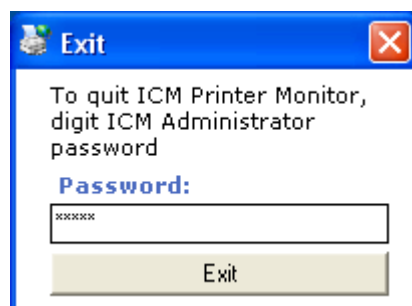 Exit
To quit ICM Printer Monitor,
digit ICM Administrator
password
Password:
*****
Exit